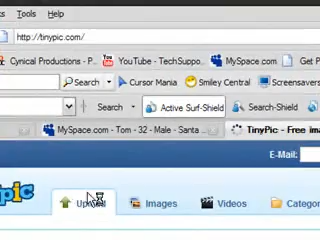 ks Tools Help
http://tinypic.com/
Cynical Productions - P.. YouTube - TechSuppo.. MySpace.com Get P
Search Cursor Mania Smiley Central Screensavers
Search Active Surf-Shield Search-Shield
MySpace.com - Tom - 32 - Male - Santa ... TinyPic - Free ima
E-Mail:
pic Images Videos Categor